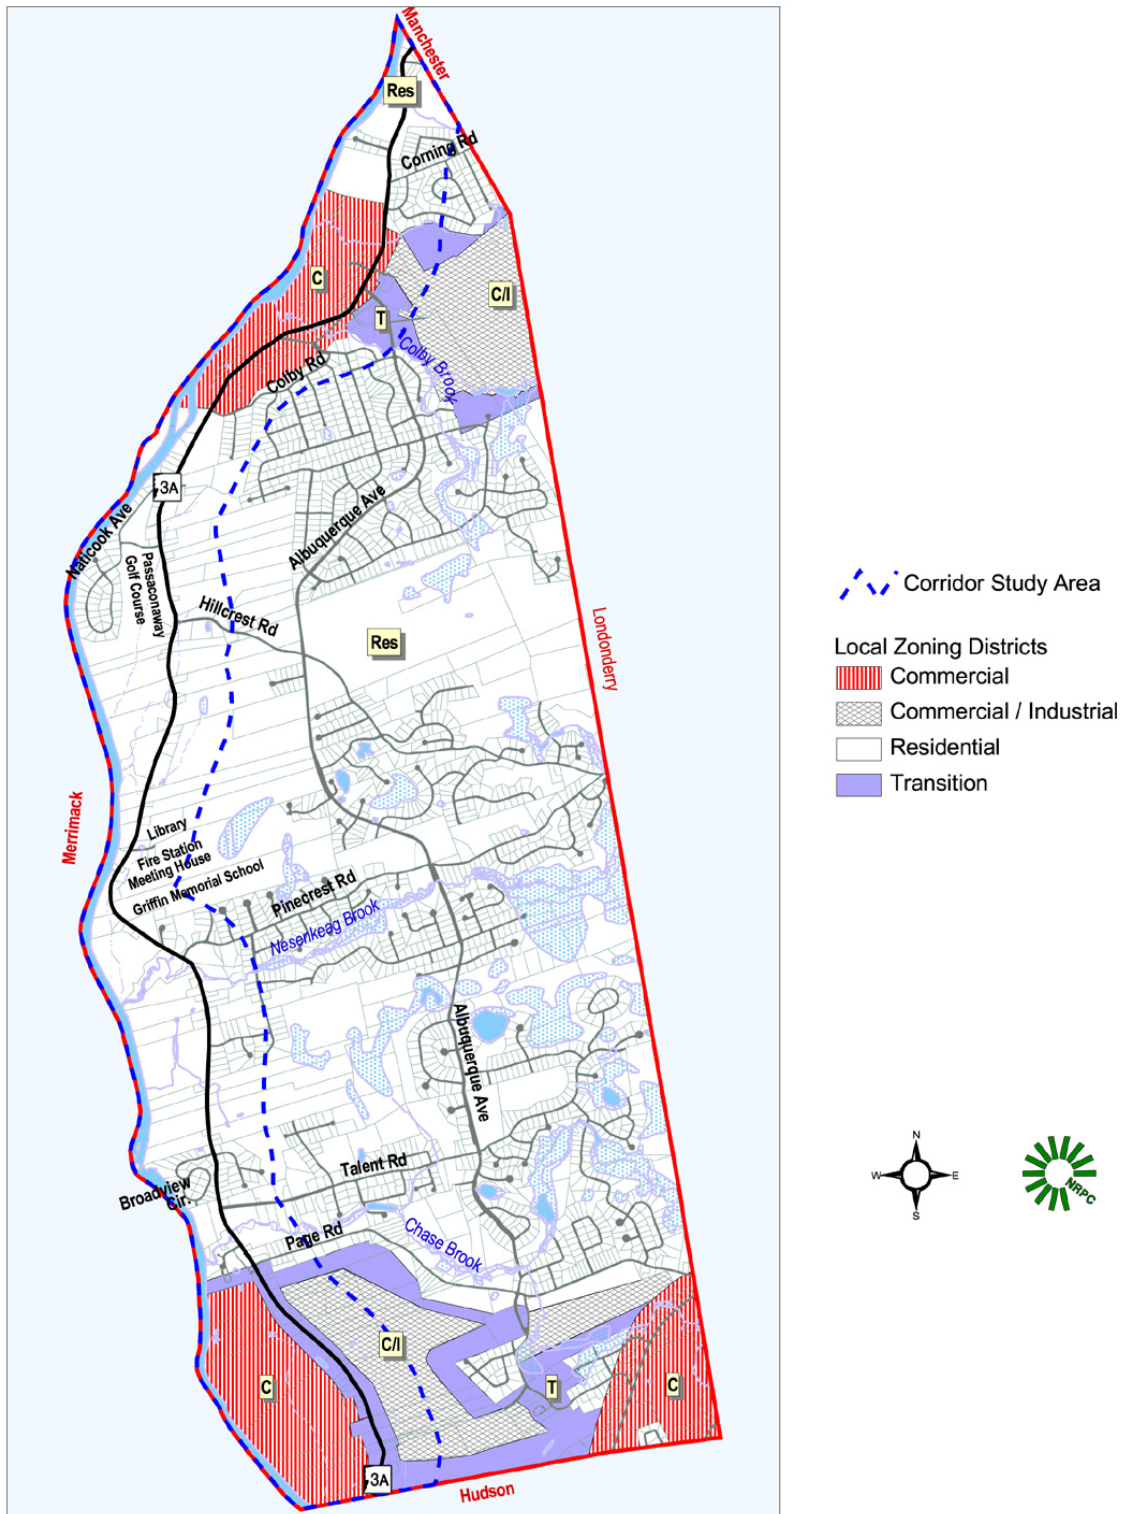 Manchester
Res
Corning Rd
C
C/I
T
Colby Brook
Colby Rd
3A
Naticook Ave
Albuquerque Ave
Passaconaway
Golf Course
Hillcrest Rd
Res
Londonderry
Merrimack
Library
Fire Station
Meeting House
Griffin Memorial School
Pinecrest Rd
Nesenkeag Brook
Albuquerque Ave
Talent Rd
Broadview
Cir.
Page Rd
Chase Brook
C/I
C
T
C
3A
Hudson
Corridor Study Area
Local Zoning Districts
Commercial
Commercial / Industrial
Residential
Transition
N
W
E
S
NRPC